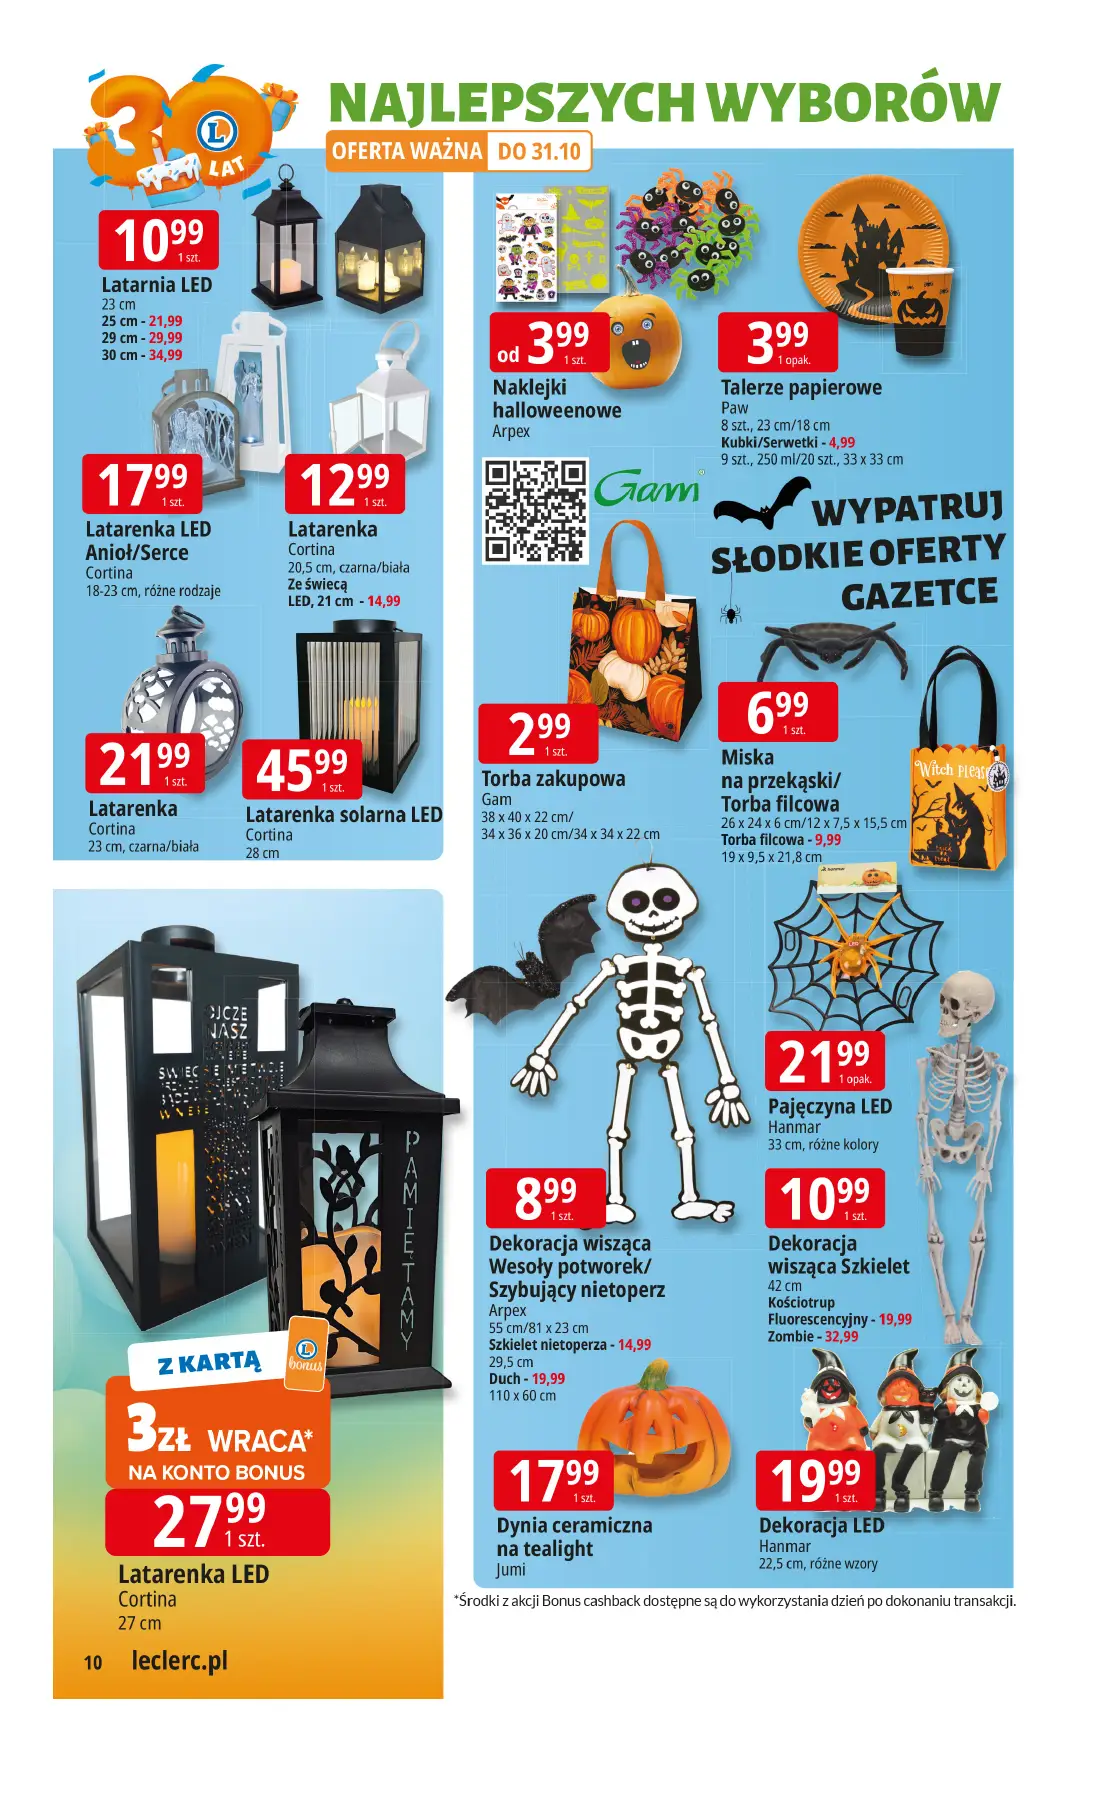 30 LAT
NAJLEPSZYCH WYBORÓW
OFERTA WAŻNA DO 31.10
10 99
1 szt.
Latarnia LED
23 cm
25 cm - 21,99
29 cm - 29,99
30 cm - 34,99
17 99
1 szt.
Latarenka LED
Anioł/Serce
Cortina
18-23 cm, różne rodzaje
12 99
1 szt.
Latarenka
Cortina
20,5 cm, czarna/biała
Ze świecą
LED, 21 cm - 14,99
21 99
1 szt.
Latarenka
Cortina
23 cm, czarna/biała
45 99
1 szt.
Latarenka solarna LED
Cortina
28 cm
PAMIĘTAMY
Z KARTĄ
bonus
3 ZŁ WRACA*
NA KONTO BONUS
27 99
1 szt.
Latarenka LED
Cortina
27 cm
10 leclerc.pl
od 3 99
1 szt.
Naklejki
halloweenowe
Arpex
3 99
1 opak.
Talerze papierowe
Paw
8 szt., 23 cm/18 cm
Kubki/Serwetki - 4,99
9 szt., 250 ml/20 szt., 33 x 33 cm
Gam
WYPATRUJ
SŁODKIE OFERTY
GAZETCE
2 99
1 szt.
Torba zakupowa
Gam
38 x 40 x 22 cm/
34 x 36 x 20 cm/34 x 34 x 22 cm
6 99
1 szt.
Miska
na przekąski/
Torba filcowa
26 x 24 x 6 cm/12 x 7,5 x 15,5 cm
Torba filcowa - 9,99
19 x 9,5 x 21,8 cm
Witch Please
hanmar
21 99
1 opak.
Pajęczyna LED
Hanmar
33 cm, różne kolory
8 99
1 szt.
Dekoracja wisząca
Wesoły potworek/
Szybujący nietoperz
Arpex
55 cm/81 x 23 cm
Szkielet nietoperza - 14,99
29,5 cm
Duch - 19,99
110 x 60 cm
10 99
1 szt.
Dekoracja
wisząca Szkielet
42 cm
Kościotrup
Fluorescencyjny - 19,99
Zombie - 32,99
17 99
1 szt.
Dynia ceramiczna
na tealight
Jumi
19 99
1 szt.
Dekoracja LED
Hanmar
22,5 cm, różne wzory
*Środki z akcji Bonus cashback dostępne są do wykorzystania dzień po dokonaniu transakcji.